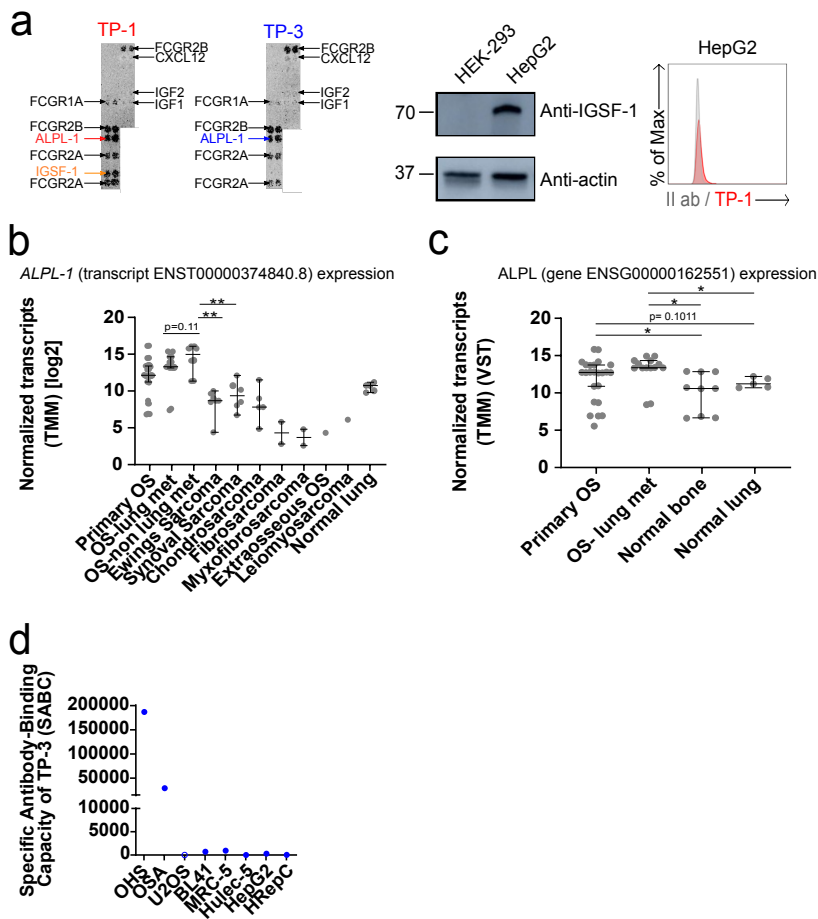 a
TP-1
FCGR2B
CXCL12
IGF2
IGF1
FCGR1A
FCGR2B
ALPL-1
FCGR2A
IGSF-1
FCGR2A
TP-3
FCGR2B
CXCL12
IGF2
IGF1
FCGR1A
FCGR2B
ALPL-1
FCGR2A
FCGR2A
HEK-293
HepG2
70
Anti-IGSF-1
37
Anti-actin
HepG2
% of Max
II ab / TP-1
b
ALPL-1 (transcript ENST00000374840.8) expression
Normalized transcripts
(TMM) [log2]
20
15
10
5
0
p=0.11
**
**
Primary OS
OS-lung met
OS-non lung met
Ewings Sarcoma
Synovial Sarcoma
Chondrosarcoma
Fibrosarcoma
Myxofibrosarcoma
Extraosseous OS
Leiomyosarcoma
Normal lung
c
ALPL (gene ENSG00000162551) expression
Normalized transcripts
(TMM) (VST)
20
15
10
5
0
*
*
p= 0.1011
*
Primary OS
OS- lung met
Normal bone
Normal lung
d
Specific Antibody-Binding
Capacity of TP-3 (SABC)
200000
150000
100000
50000
10000
0
OHS
OSA
U2OS
BL41
MRC-5
Hulec-5
HepG2
HRepC